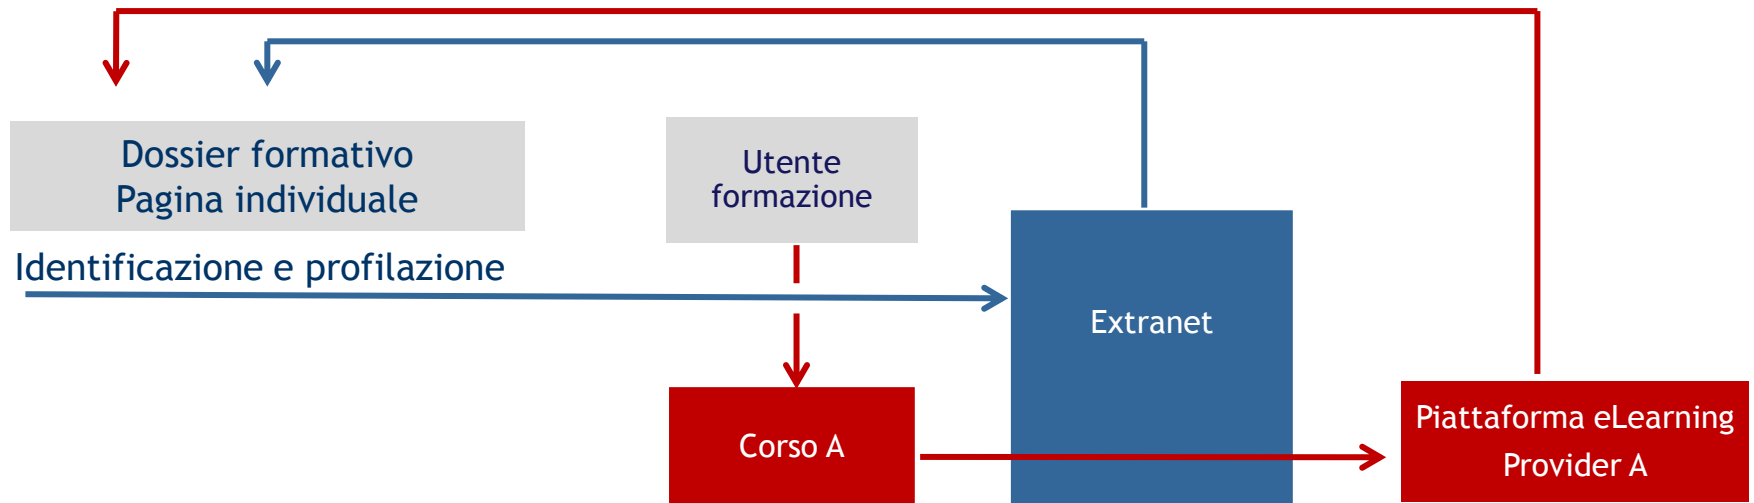 Dossier formativo
Pagina individuale
Utente
formazione
Identificazione e profilazione
Extranet
Corso A
Piattaforma eLearning
Provider A